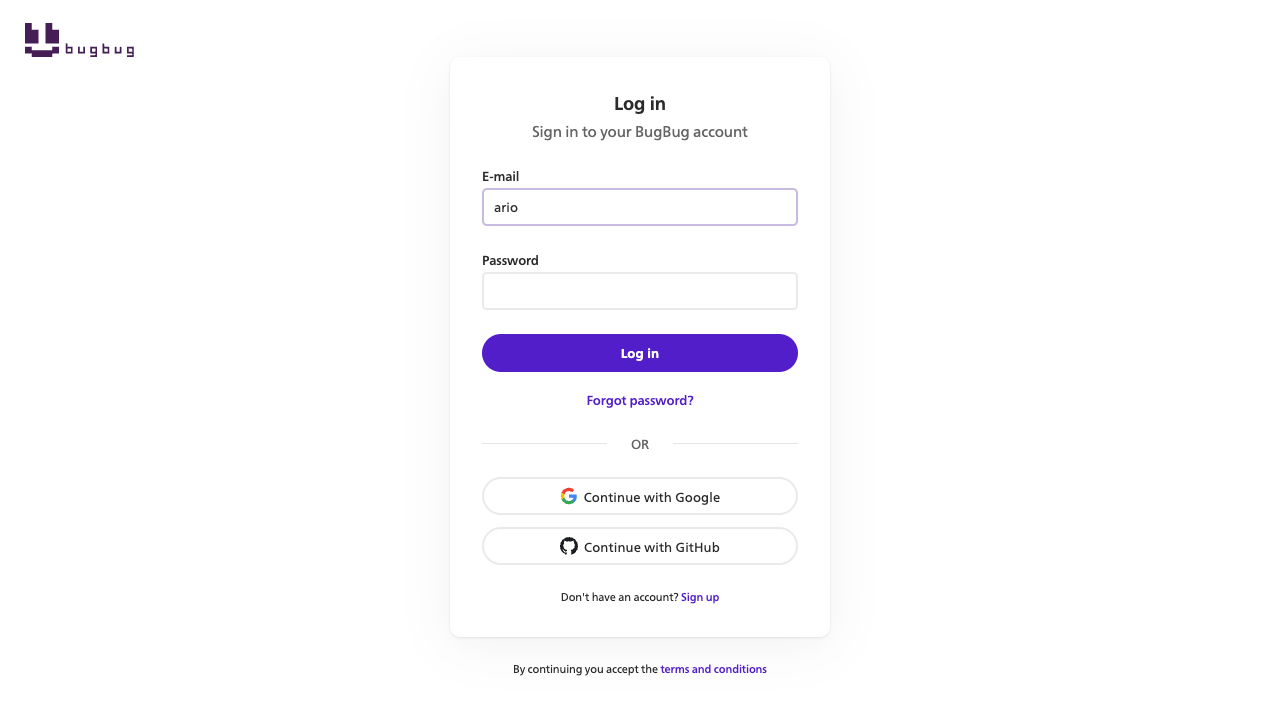 bugbug
Log in
Sign in to your BugBug account
E-mail
ario
Password
Log in
Forgot password?
OR
Continue with Google
Continue with GitHub
Don't have an account? Sign up
By continuing you accept the terms and conditions